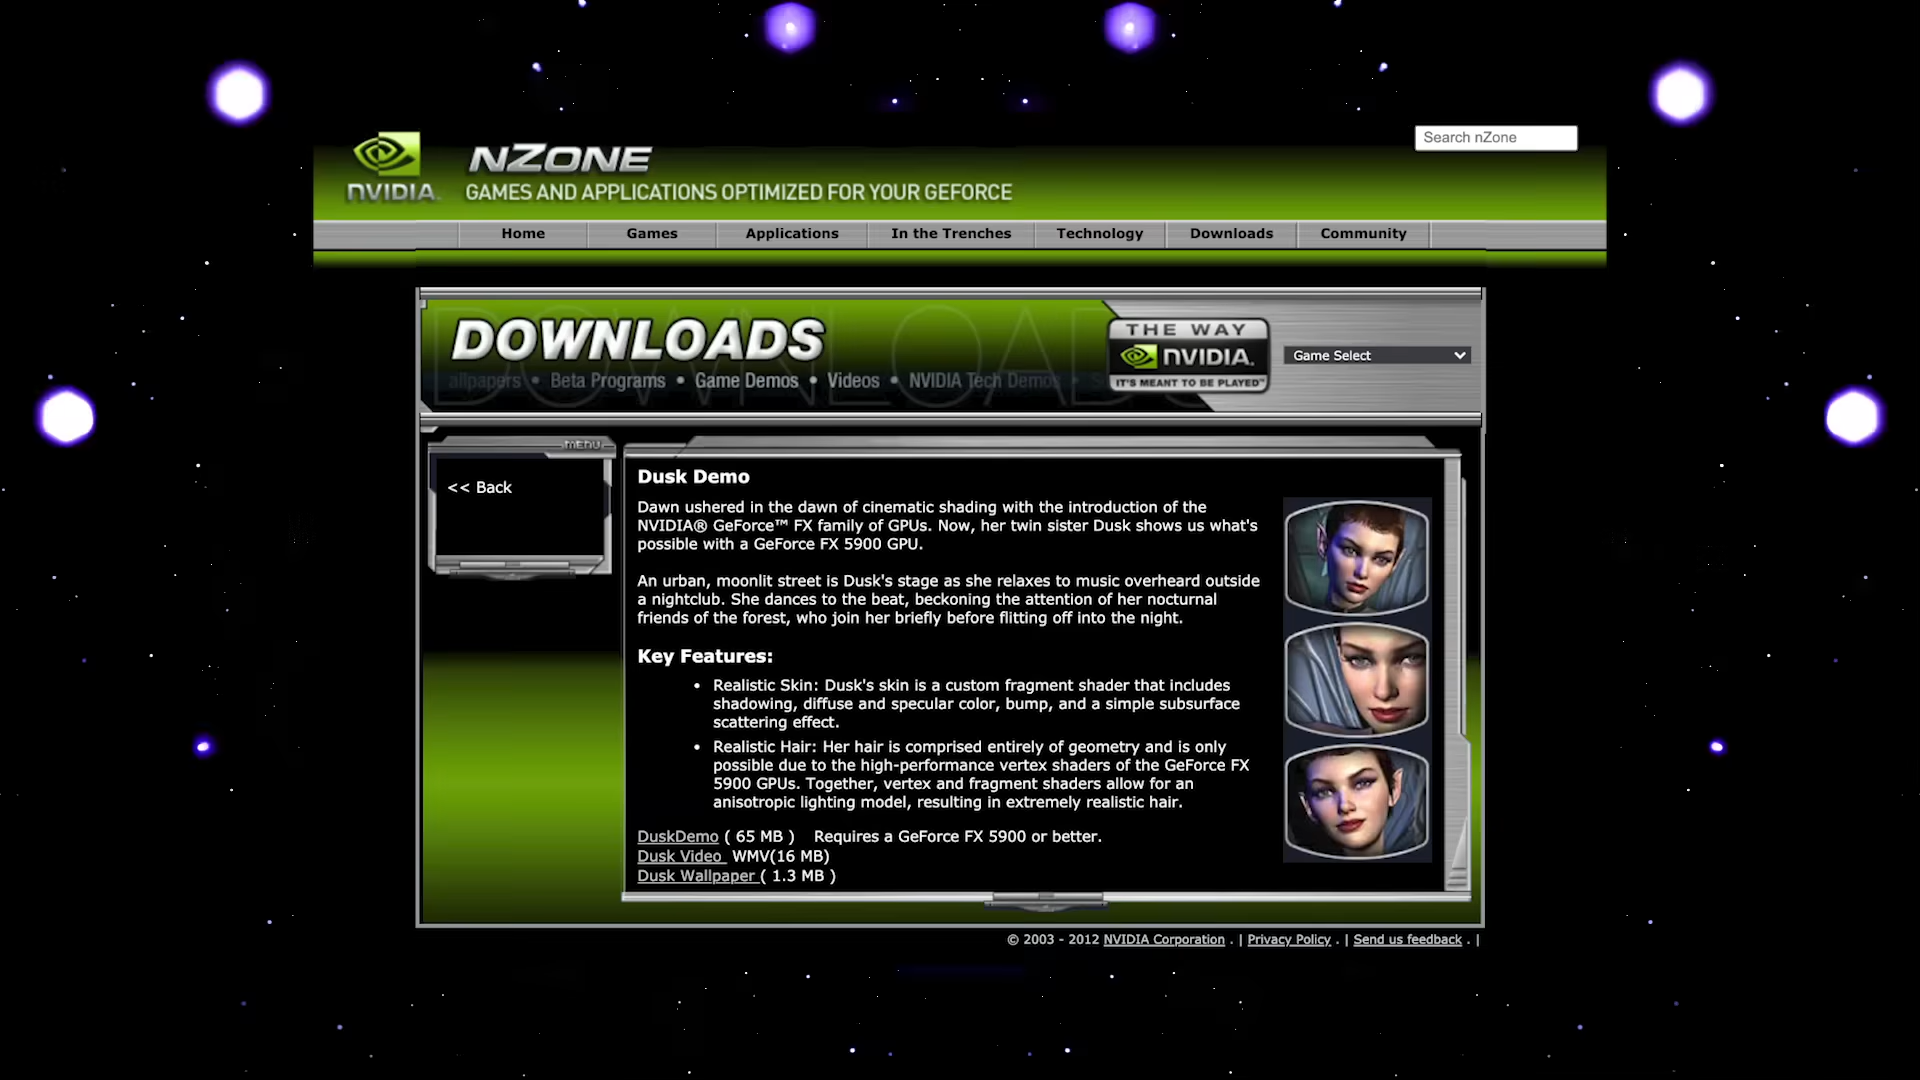 Search nZone
NVIDIA.
NZONE
GAMES AND APPLICATIONS OPTIMIZED FOR YOUR GEFORCE
Home
Games
Applications
In the Trenches
Technology
Downloads
Community
DOWNLOADS
allpapers • Beta Programs • Game Demos • Videos • NVIDIA Tech Demos •
THE WAY
NVIDIA.
IT'S MEANT TO BE PLAYED™
Game Select
MENU
<< Back
Dusk Demo
Dawn ushered in the dawn of cinematic shading with the introduction of the
NVIDIA® GeForce™ FX family of GPUs. Now, her twin sister Dusk shows us what's
possible with a GeForce FX 5900 GPU.
An urban, moonlit street is Dusk's stage as she relaxes to music overheard outside
a nightclub. She dances to the beat, beckoning the attention of her nocturnal
friends of the forest, who join her briefly before flitting off into the night.
Key Features:
• Realistic Skin: Dusk's skin is a custom fragment shader that includes
shadowing, diffuse and specular color, bump, and a simple subsurface
scattering effect.
• Realistic Hair: Her hair is comprised entirely of geometry and is only
possible due to the high-performance vertex shaders of the GeForce FX
5900 GPUs. Together, vertex and fragment shaders allow for an
anisotropic lighting model, resulting in extremely realistic hair.
DuskDemo ( 65 MB ) Requires a GeForce FX 5900 or better.
Dusk Video WMV(16 MB)
Dusk Wallpaper ( 1.3 MB )
© 2003 - 2012 NVIDIA Corporation . | Privacy Policy . | Send us feedback . |